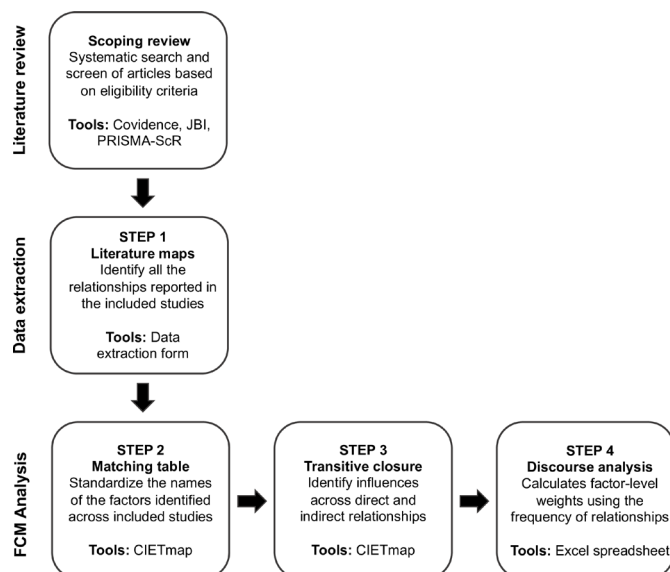 Literature review
Scoping review
Systematic search and
screen of articles based
on eligibility criteria
Tools: Covidence, JBI,
PRISMA-ScR
Data extraction
STEP 1
Literature maps
Identify all the
relationships reported in
the included studies
Tools: Data
extraction form
FCM Analysis
STEP 2
Matching table
Standardize the names
of the factors identified
across included studies
Tools: CIETmap
STEP 3
Transitive closure
Identify influences
across direct and
indirect relationships
Tools: CIETmap
STEP 4
Discourse analysis
Calculates factor-level
weights using the
frequency of relationships
Tools: Excel spreadsheet